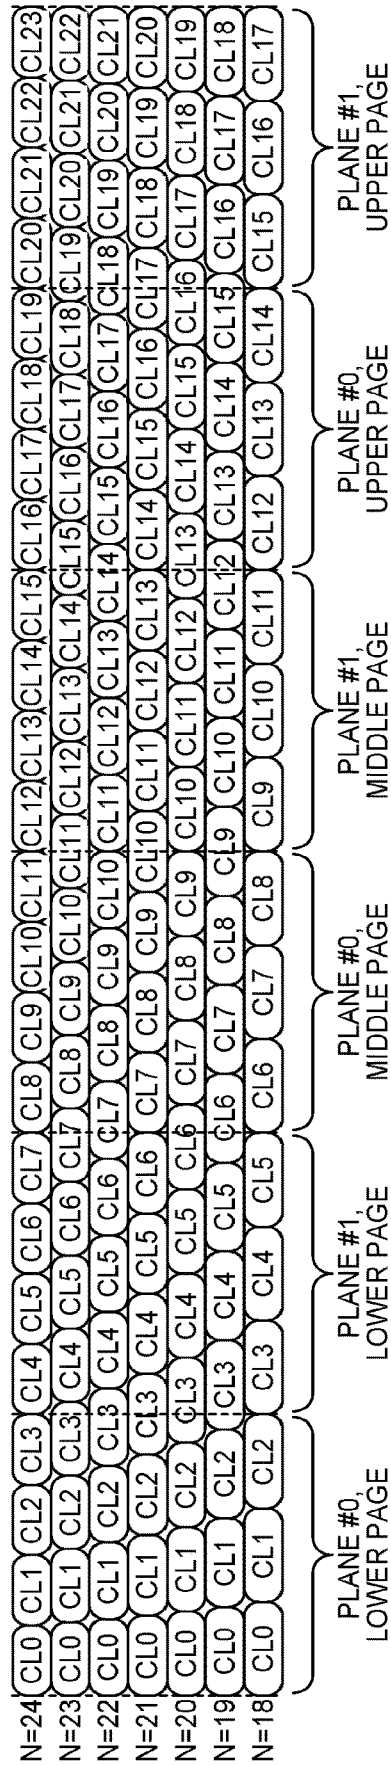 N=24 CL0 CL1 CL2 CL3 CL4 CL5 CL6 CL7 CL8 CL9 CL10 CL11 CL12 CL13 CL14 CL15 CL16 CL17 CL18 CL19 CL20 CL21 CL22 CL23
N=23 CL0 CL1 CL2 CL3 CL4 CL5 CL6 CL7 CL8 CL9 CL10 CL11 CL12 CL13 CL14 CL15 CL16 CL17 CL18 CL19 CL20 CL21 CL22
N=22 CL0 CL1 CL2 CL3 CL4 CL5 CL6 CL7 CL8 CL9 CL10 CL11 CL12 CL13 CL14 CL15 CL16 CL17 CL18 CL19 CL20 CL21
N=21 CL0 CL1 CL2 CL3 CL4 CL5 CL6 CL7 CL8 CL9 CL10 CL11 CL12 CL13 CL14 CL15 CL16 CL17 CL18 CL19 CL20
N=20 CL0 CL1 CL2 CL3 CL4 CL5 CL6 CL7 CL8 CL9 CL10 CL11 CL12 CL13 CL14 CL15 CL16 CL17 CL18 CL19
N=19 CL0 CL1 CL2 CL3 CL4 CL5 CL6 CL7 CL8 CL9 CL10 CL11 CL12 CL13 CL14 CL15 CL16 CL17 CL18
N=18 CL0 CL1 CL2 CL3 CL4 CL5 CL6 CL7 CL8 CL9 CL10 CL11 CL12 CL13 CL14 CL15 CL16 CL17
PLANE #0,
LOWER PAGE
PLANE #1,
LOWER PAGE
PLANE #0,
MIDDLE PAGE
PLANE #1,
MIDDLE PAGE
PLANE #0,
UPPER PAGE
PLANE #1,
UPPER PAGE